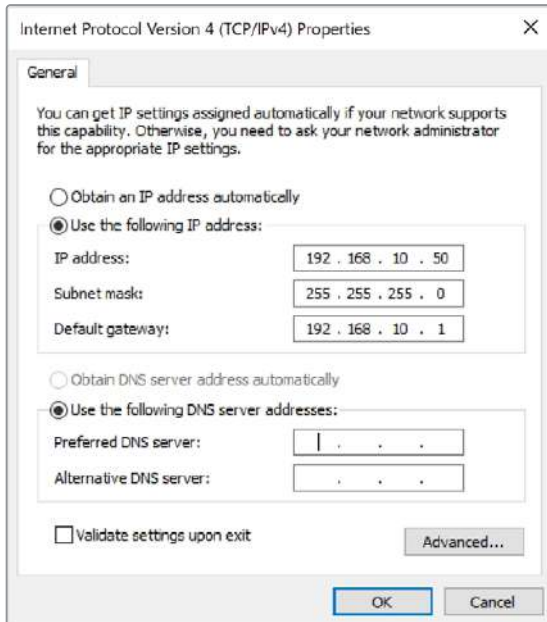 Internet Protocol Version 4 (TCP/IPv4) Properties
General
You can get IP settings assigned automatically if your network supports
this capability. Otherwise, you need to ask your network administrator
for the appropriate IP settings.
Obtain an IP address automatically
Use the following IP address:
IP address: 192 . 168 . 10 . 50
Subnet mask: 255 . 255 . 255 . 0
Default gateway: 192 . 168 . 10 . 1
Obtain DNS server address automatically
Use the following DNS server addresses:
Preferred DNS server: . . .
Alternative DNS server: . . .
Validate settings upon exit
Advanced...
OK Cancel